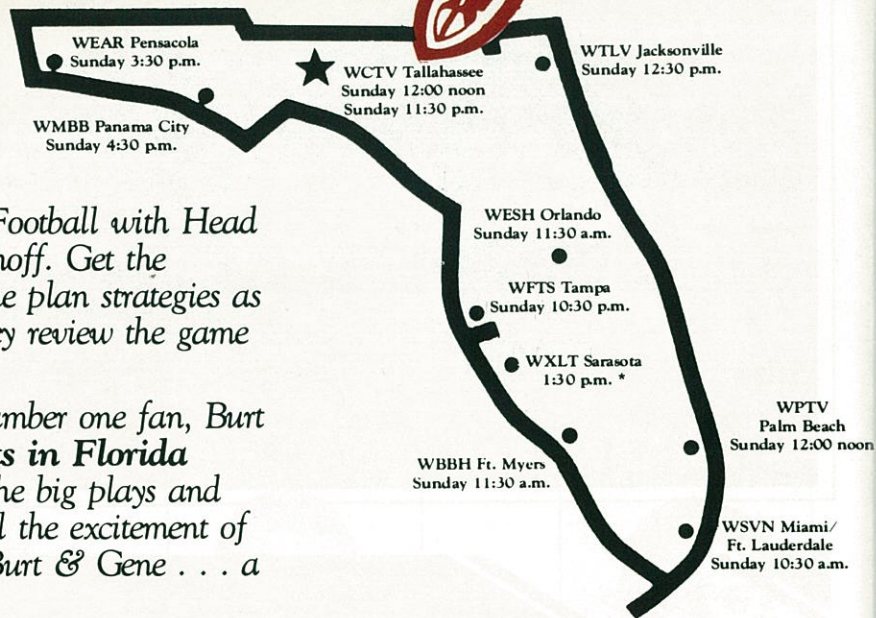 WEAR Pensacola
Sunday 3:30 p.m.
WCTV Tallahassee
Sunday 12:00 noon
Sunday 11:30 p.m.
WTLV Jacksonville
Sunday 12:30 p.m.
WMBB Panama City
Sunday 4:30 p.m.
Football with Head
noff. Get the
e plan strategies as
ey review the game
umber one fan, Burt
s in Florida
he big plays and
l the excitement of
Burt & Gene . . . a
WESH Orlando
Sunday 11:30 a.m.
WFTS Tampa
Sunday 10:30 p.m.
WXLT Sarasota
1:30 p.m. *
WPTV
Palm Beach
Sunday 12:00 noon
WBBH Ft. Myers
Sunday 11:30 a.m.
WSVN Miami/
Ft. Lauderdale
Sunday 10:30 a.m.